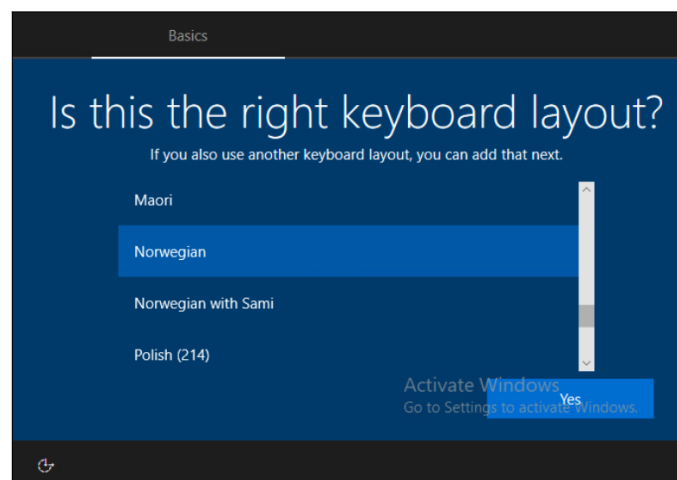 Basics
Is this the right keyboard layout?
If you also use another keyboard layout, you can add that next.
Maori
Norwegian
Norwegian with Sami
Polish (214)
Activate Windows
Go to Settings to activate Windows.
Yes